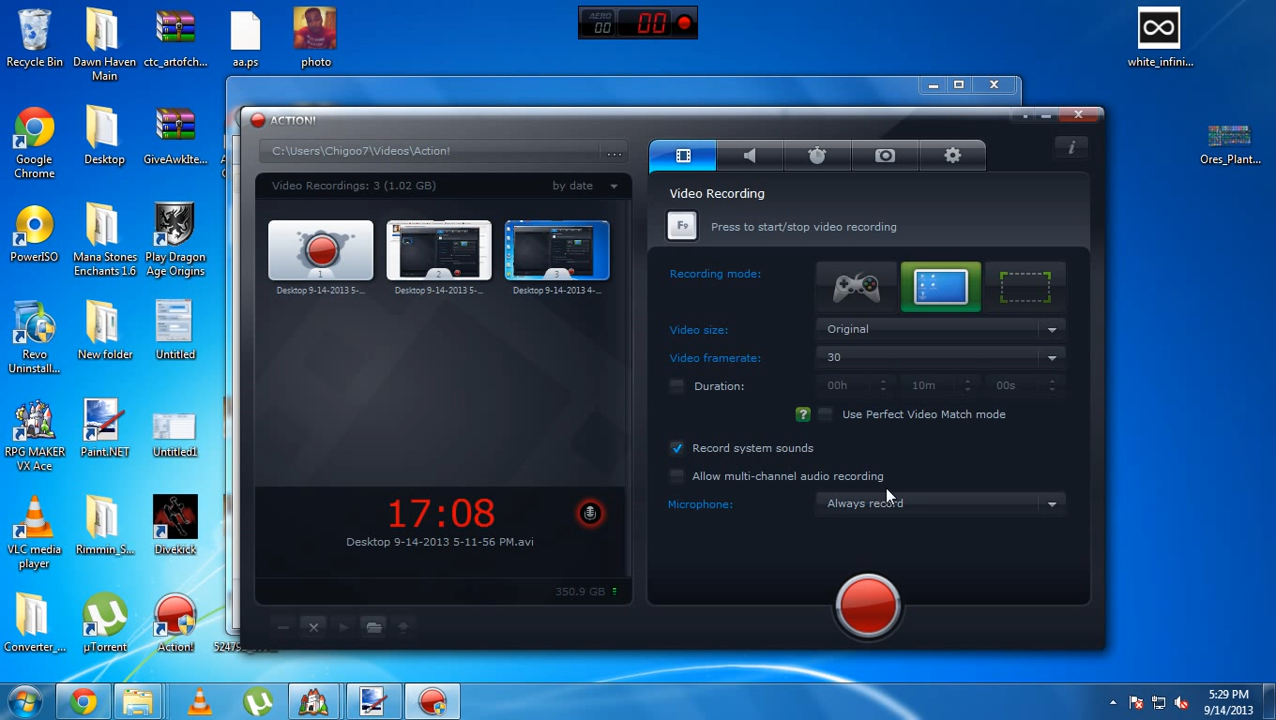 Recycle Bin
Dawn Haven
Main
ctc_artofch...
aa.ps
photo
AERO
00
00
white_infini...
Google
Chrome
Desktop
GiveAwkIte...
ACTION!
C:\Users\Chigoo7\Videos\Action!
...
Ores_Plant...
Video Recordings: 3 (1.02 GB)
by date
Video Recording
F9
Press to start/stop video recording
PowerISO
Mana Stones
Enchants 1.6
Play Dragon
Age Origins
1
2
3
Desktop 9-14-2013 5-...
Desktop 9-14-2013 5-...
Desktop 9-14-2013 4-...
Recording mode:
Video size:
Original
Video framerate:
30
Duration:
00h
10m
00s
?
Use Perfect Video Match mode
Revo
Uninstall...
New folder
Untitled
Record system sounds
Allow multi-channel audio recording
Microphone:
Always record
RPG MAKER
VX Ace
Paint.NET
Untitled1
17:08
Desktop 9-14-2013 5-11-56 PM.avi
350.9 GB
VLC media
player
Rimmin_S...
Divekick
Converter_...
µTorrent
Action!
5:29 PM
9/14/2013